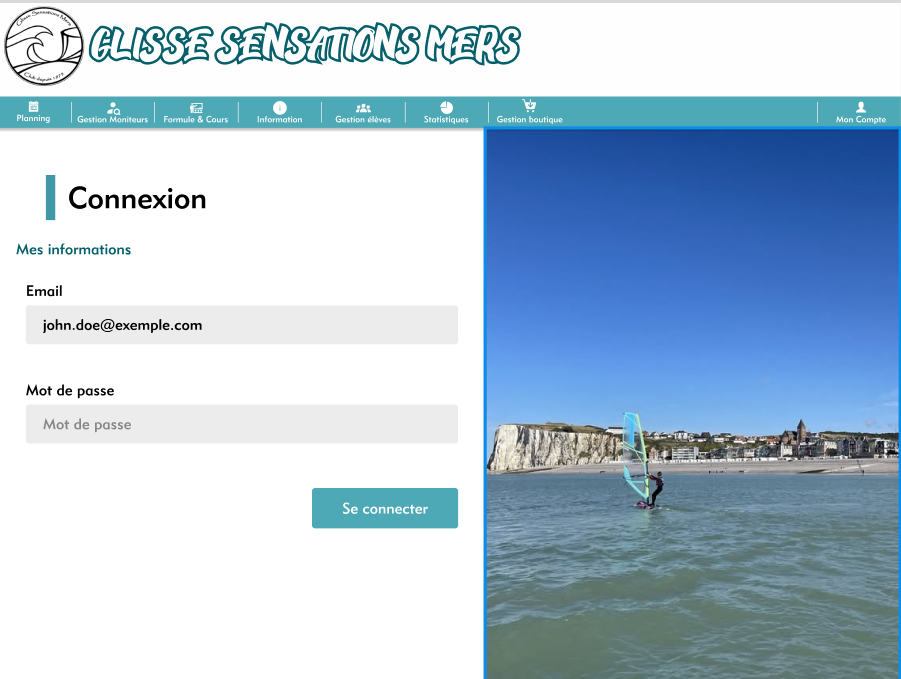 Glisse Sensations Mers
Club depuis 1979
GLISSE SENSATIONS MERS
Planning
Gestion Moniteurs
Formule & Cours
Information
Gestion élèves
Statistiques
Gestion boutique
Mon Compte
Connexion
Mes informations
Email
john.doe@exemple.com
Mot de passe
Mot de passe
Se connecter